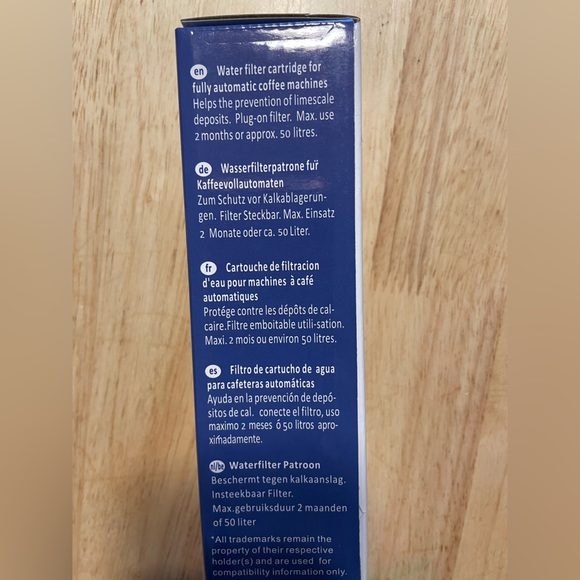 en Water filter cartridge for
fully automatic coffee machines
Helps the prevention of limescale
deposits. Plug-on filter. Max. use
2 months or approx. 50 litres.
de Wasserfilterpatrone fur̈
Kaffeevollautomaten
Zum Schutz vor Kalkablagerun-
gen. Filter Steckbar. Max. Einsatz
2 Monate oder ca. 50 Liter.
fr Cartouche de filtracion
d'eau pour machines à café
automatiques
Protége contre les dépôts de cal-
caire.Filtre emboitable utili-sation.
Maxi. 2 mois ou environ 50 litres.
es Filtro de cartucho de agua
para cafeteras automáticas
Ayuda en la prevención de depó-
sitos de cal. conecte el filtro, uso
maximo 2 meses ó 50 litros apro-
ximadamente.
nl/be Waterfilter Patroon
Beschermt tegen kalkaanslag.
Insteekbaar Filter.
Max.gebruiksduur 2 maanden
of 50 liter
*All trademarks remain the
property of their respective
holder(s) and are used for
compatibility information only.